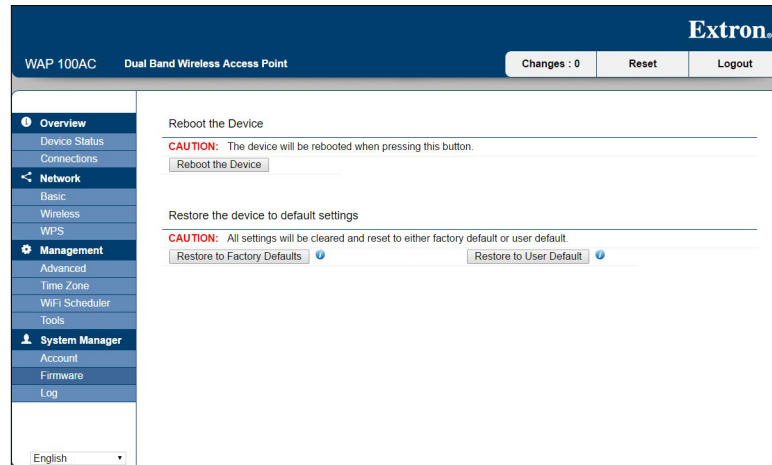 Extron®
WAP 100AC Dual Band Wireless Access Point
Changes : 0 Reset Logout
Overview
Device Status
Connections
Network
Basic
Wireless
WPS
Management
Advanced
Time Zone
WiFi Scheduler
Tools
System Manager
Account
Firmware
Log
English
Reboot the Device
CAUTION: The device will be rebooted when pressing this button.
Reboot the Device
Restore the device to default settings
CAUTION: All settings will be cleared and reset to either factory default or user default.
Restore to Factory Defaults Restore to User Default